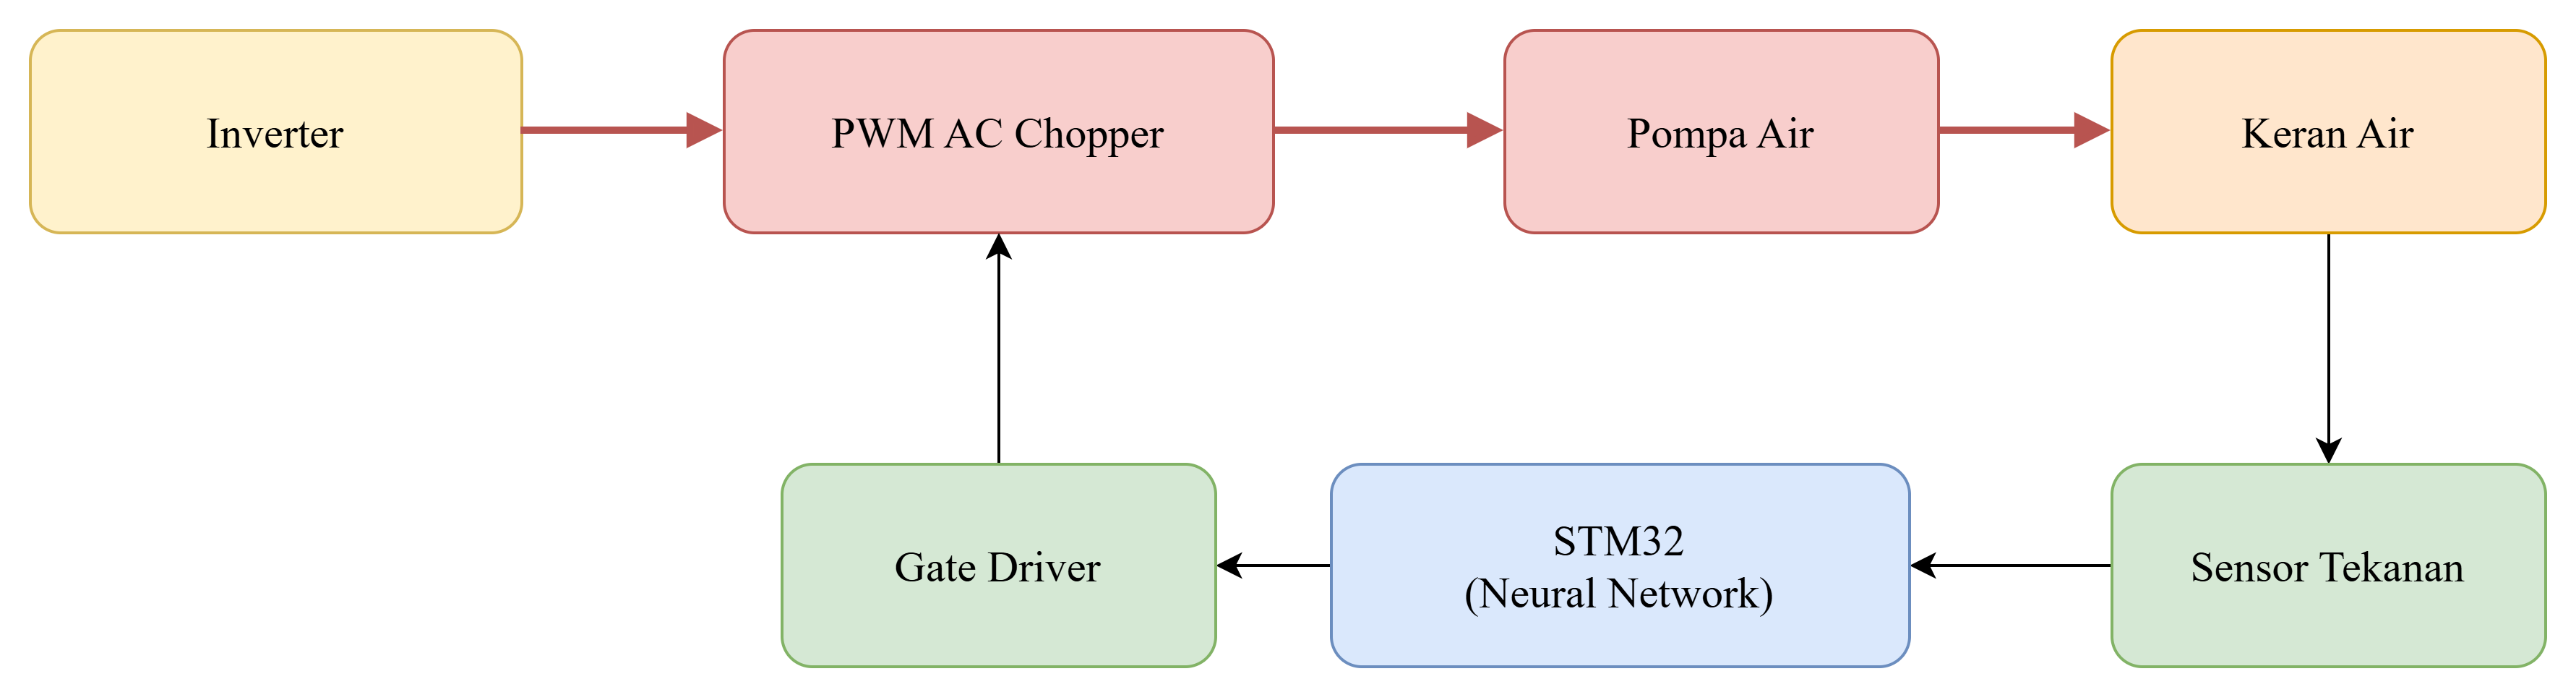 Inverter
PWM AC Chopper
Pompa Air
Keran Air
Gate Driver
STM32
(Neural Network)
Sensor Tekanan